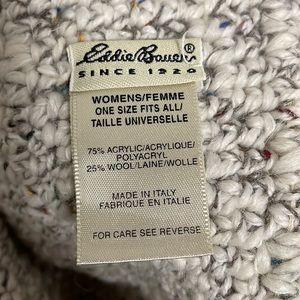 Eddie Bauer®
SINCE 1920
WOMENS/FEMME
ONE SIZE FITS ALL/
TAILLE UNIVERSELLE
75% ACRYLIC/ACRYLIQUE/
POLYACRYL
25% WOOL/LAINE/WOLLE
MADE IN ITALY
FABRIQUE EN ITALIE
FOR CARE SEE REVERSE